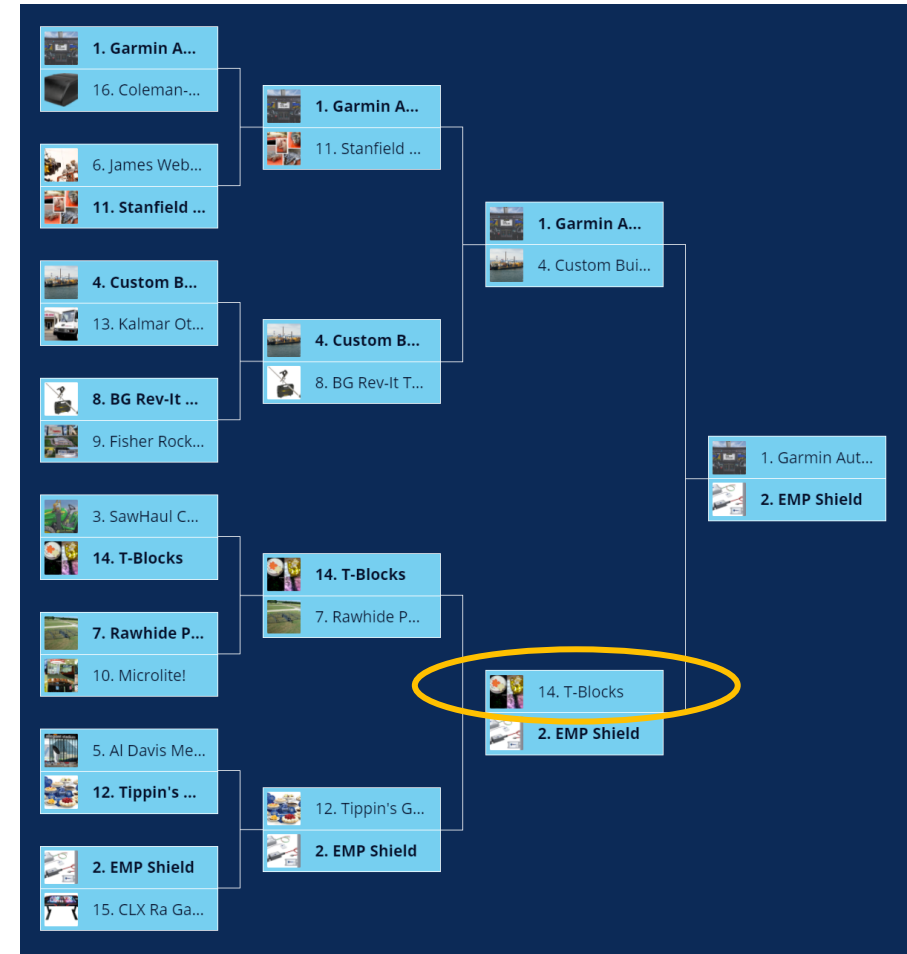 1. Garmin A...
16. Coleman-...
6. James Web...
11. Stanfield ...
4. Custom B...
13. Kalmar Ot...
8. BG Rev-It ...
9. Fisher Rock...
3. SawHaul C...
14. T-Blocks
7. Rawhide P...
10. Microlite!
5. Al Davis Me...
12. Tippin's ...
2. EMP Shield
15. CLX Ra Ga...
1. Garmin A...
11. Stanfield ...
4. Custom B...
8. BG Rev-It T...
14. T-Blocks
7. Rawhide P...
12. Tippin's G...
2. EMP Shield
1. Garmin A...
4. Custom Bui...
14. T-Blocks
2. EMP Shield
1. Garmin Aut...
2. EMP Shield